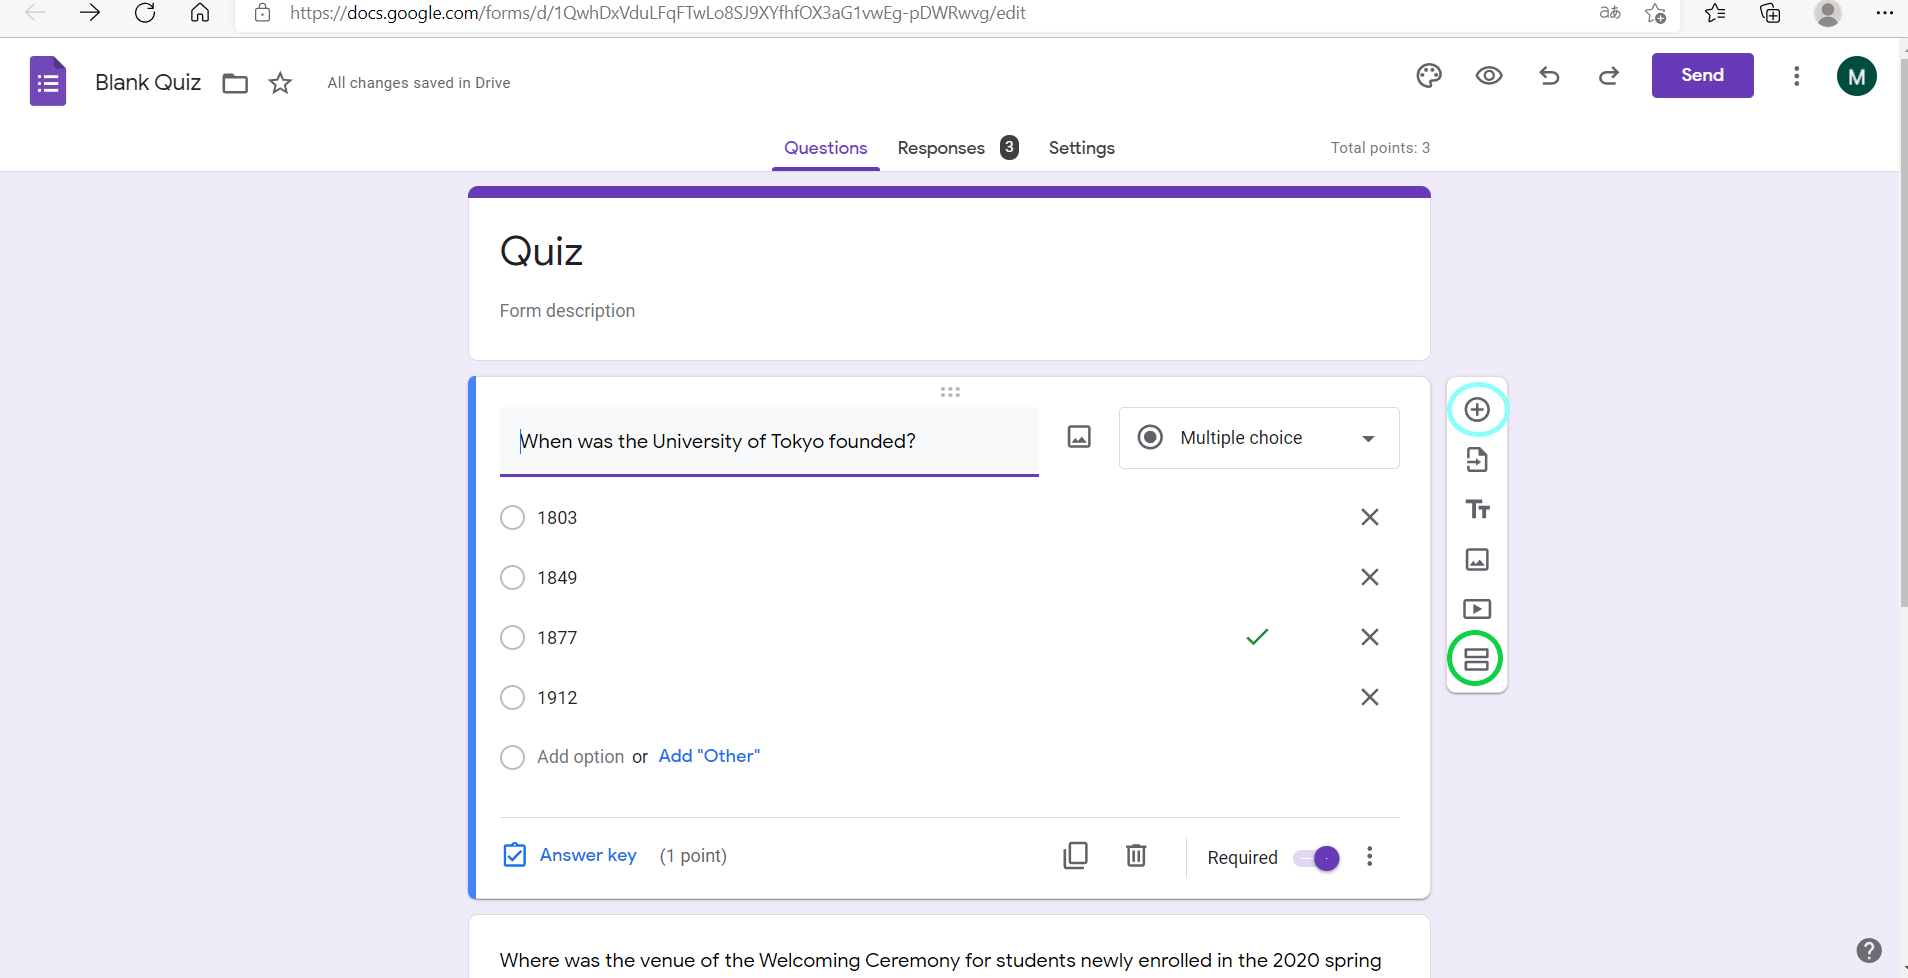 https://docs.google.com/forms/d/1QwhDxVduLFqFTwLo8SJ9XYfhfOX3aG1vwEg-pDWRwvg/edit
aあ
Blank Quiz
All changes saved in Drive
Send
M
Questions
Responses 3
Settings
Total points: 3
Quiz
Form description
When was the University of Tokyo founded?
Multiple choice
1803
1849
1877
1912
Add option or Add "Other"
Answer key (1 point)
Required
Where was the venue of the Welcoming Ceremony for students newly enrolled in the 2020 spring